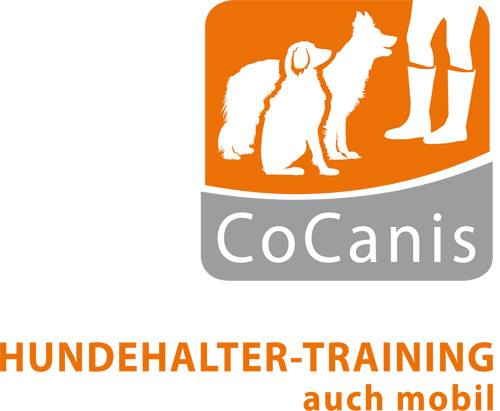 CoCanis
HUNDEHALTER-TRAINING
auch mobil